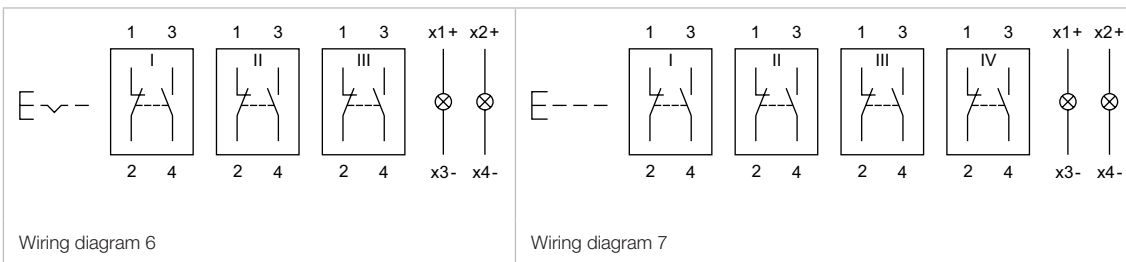 1 3 1 3 1 3 x1+ x2+
I II III
2 4 2 4 2 4 x3- x4-
Wiring diagram 6
1 3 1 3 1 3 1 3 x1+ x2+
I II III IV
2 4 2 4 2 4 2 4 x3- x4-
Wiring diagram 7